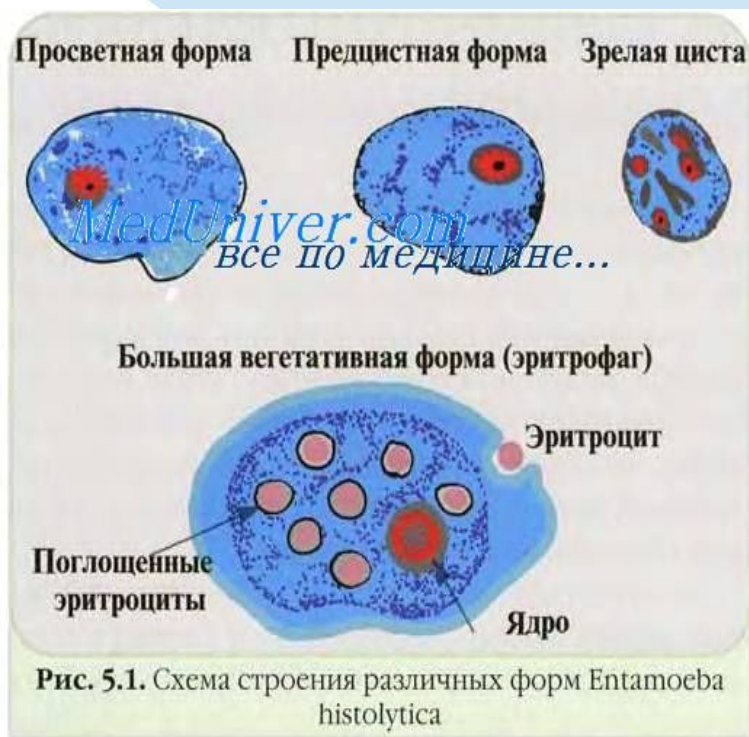 Просветная форма
Предцистная форма
Зрелая циста
MedUniver.com
все по медицине...
Большая вегетативная форма (эритрофаг)
Эритроцит
Поглощенные
эритроциты
Ядро
Рис. 5.1. Схема строения различных форм Entamoeba
histolytica